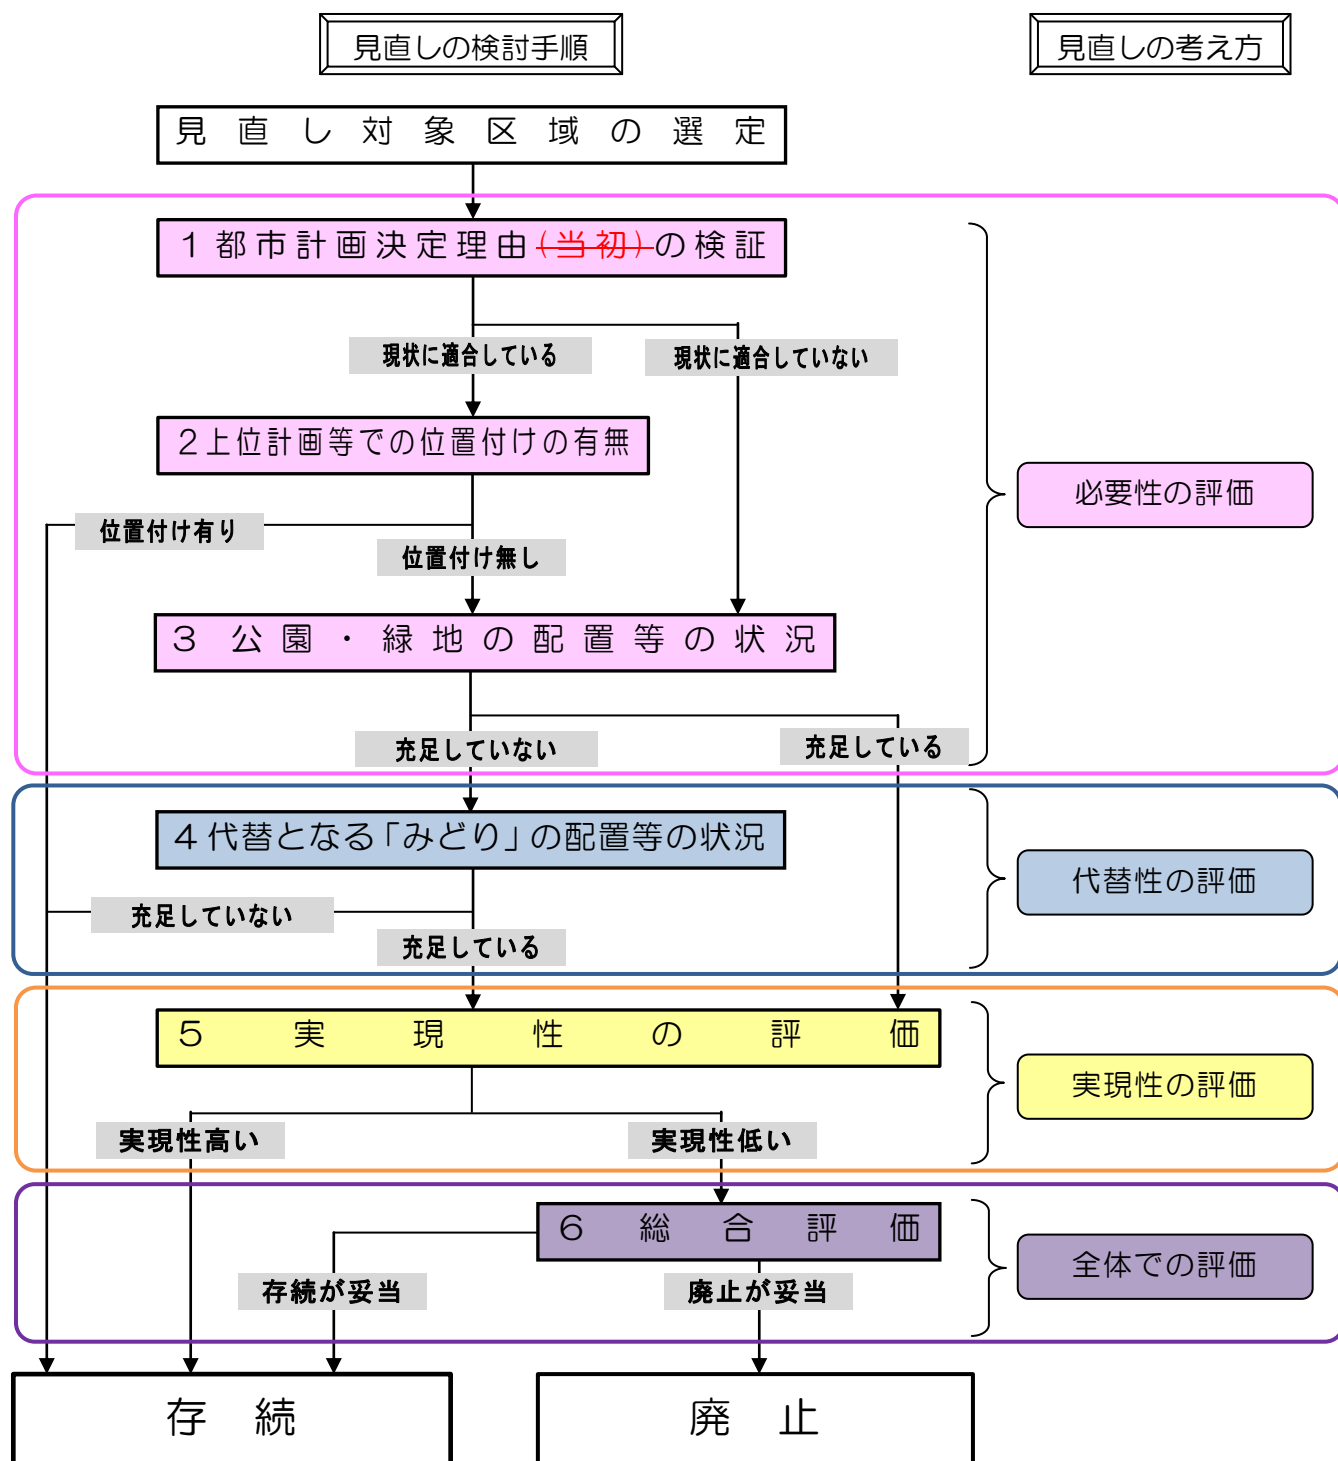 見直しの検討手順
見直しの考え方
見直し対象区域の選定
1都市計画決定理由(当初)の検証
現状に適合している
現状に適合していない
2上位計画等での位置付けの有無
必要性の評価
位置付け有り
位置付け無し
3公園・緑地の配置等の状況
充足していない
充足している
4代替となる「みどり」の配置等の状況
代替性の評価
充足していない
充足している
5実現性の評価
実現性の評価
実現性高い
実現性低い
6総合評価
全体での評価
存続が妥当
廃止が妥当
存続
廃止